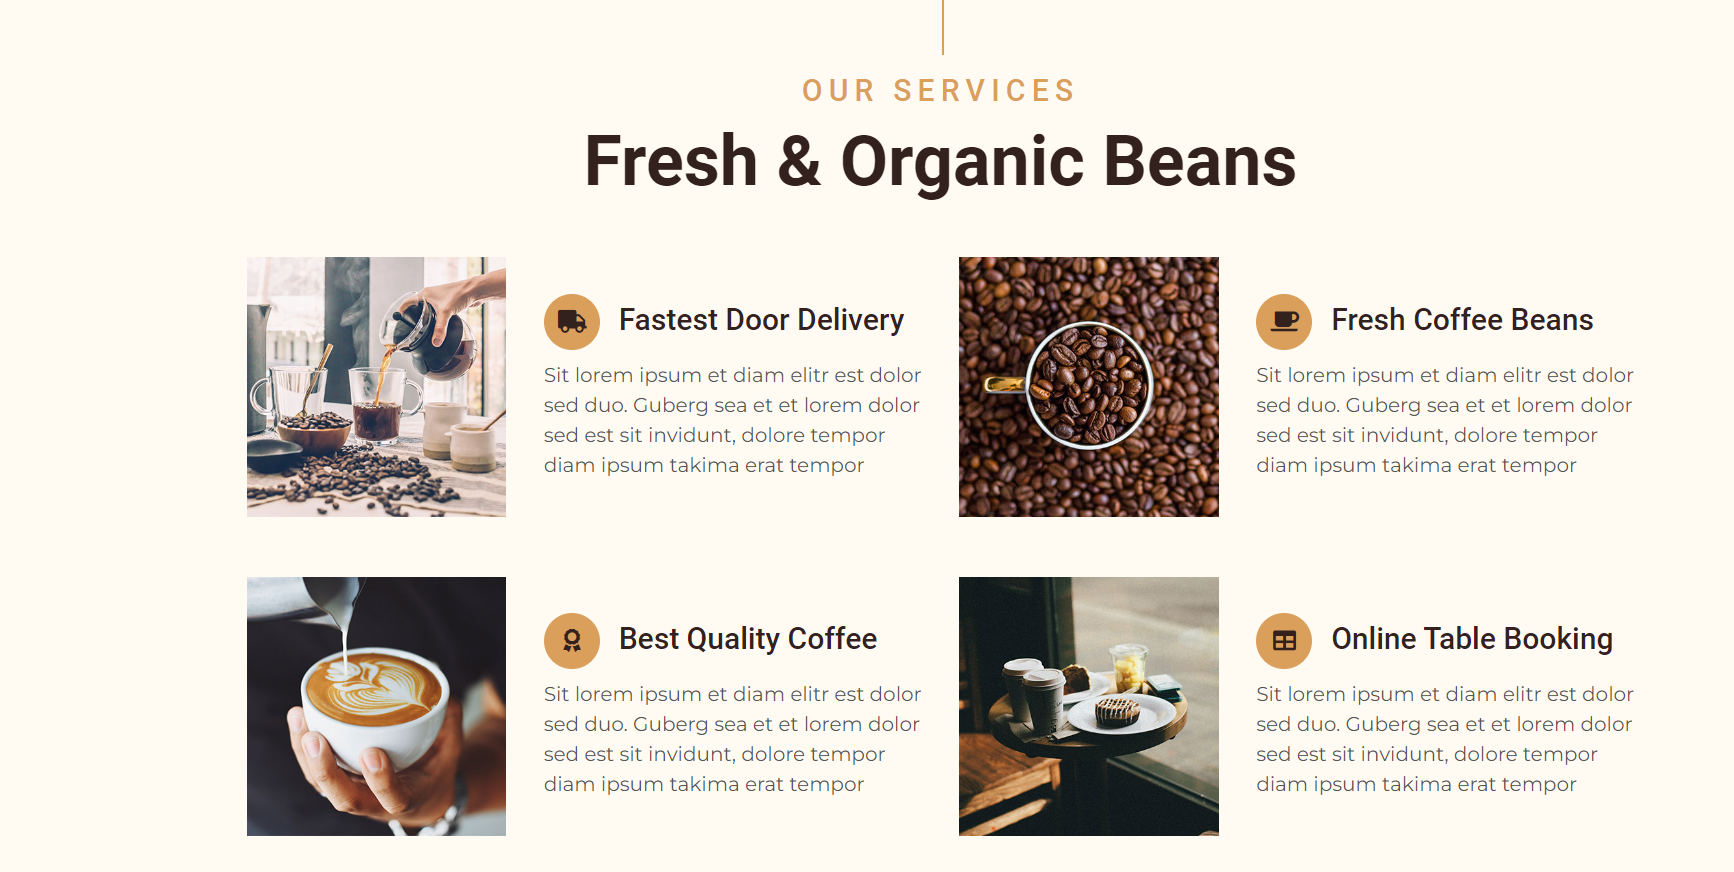 OUR SERVICES
Fresh & Organic Beans
Fastest Door Delivery
Sit lorem ipsum et diam elitr est dolor
sed duo. Guberg sea et et lorem dolor
sed est sit invidunt, dolore tempor
diam ipsum takima erat tempor
Fresh Coffee Beans
Sit lorem ipsum et diam elitr est dolor
sed duo. Guberg sea et et lorem dolor
sed est sit invidunt, dolore tempor
diam ipsum takima erat tempor
Best Quality Coffee
Sit lorem ipsum et diam elitr est dolor
sed duo. Guberg sea et et lorem dolor
sed est sit invidunt, dolore tempor
diam ipsum takima erat tempor
Online Table Booking
Sit lorem ipsum et diam elitr est dolor
sed duo. Guberg sea et et lorem dolor
sed est sit invidunt, dolore tempor
diam ipsum takima erat tempor